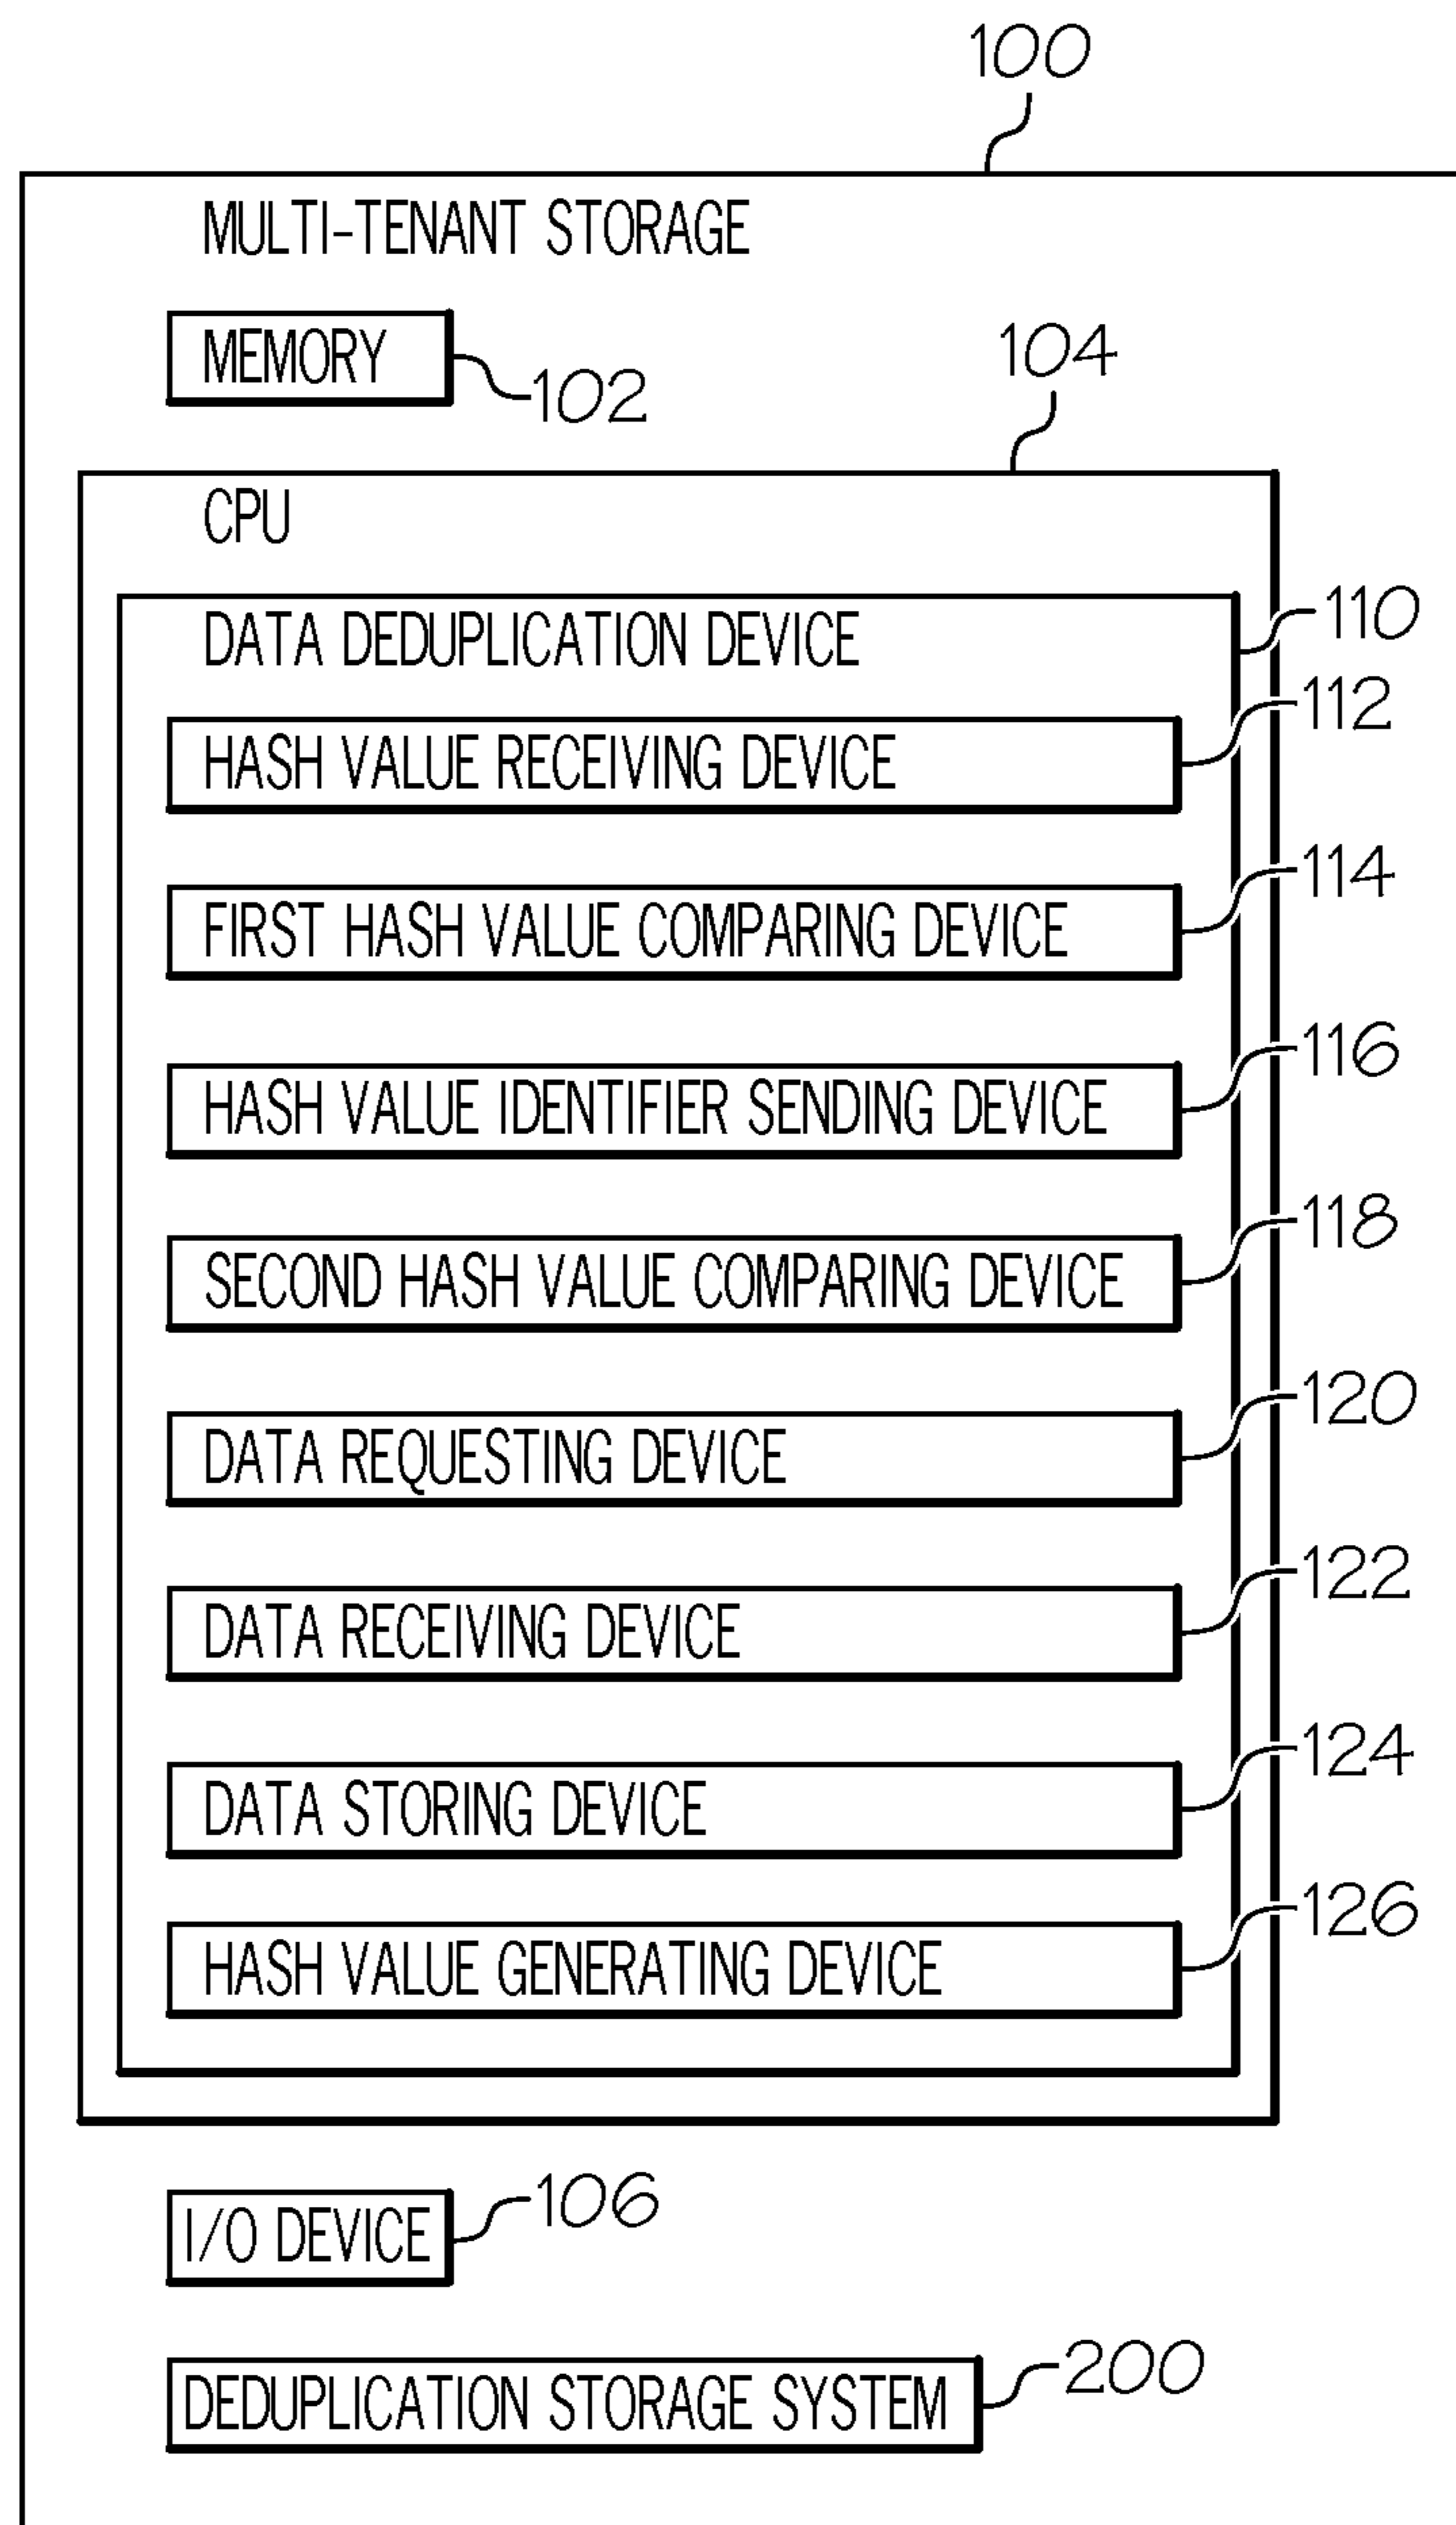 100
MULTI-TENANT STORAGE
MEMORY
102
104
CPU
110
DATA DEDUPLICATION DEVICE
112
HASH VALUE RECEIVING DEVICE
114
FIRST HASH VALUE COMPARING DEVICE
116
HASH VALUE IDENTIFIER SENDING DEVICE
118
SECOND HASH VALUE COMPARING DEVICE
120
DATA REQUESTING DEVICE
122
DATA RECEIVING DEVICE
124
DATA STORING DEVICE
126
HASH VALUE GENERATING DEVICE
106
I/O DEVICE
200
DEDUPLICATION STORAGE SYSTEM